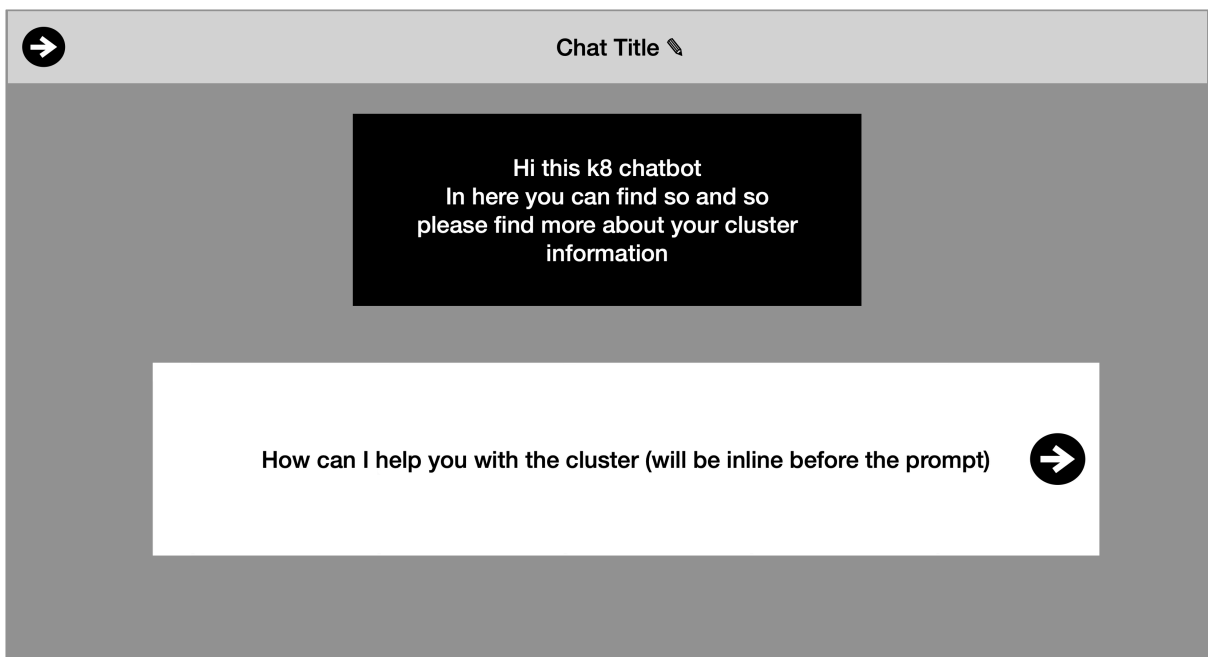 Chat Title ✎
Hi this k8 chatbot
In here you can find so and so
please find more about your cluster
information
How can I help you with the cluster (will be inline before the prompt)